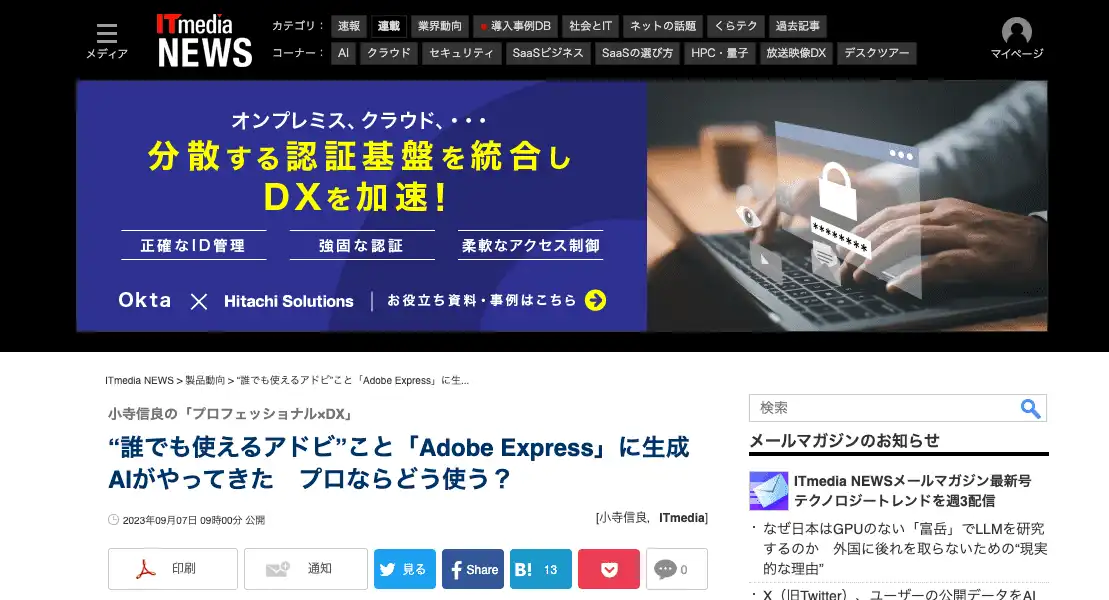 メディア
ITmedia
NEWS
カテゴリ： 速報 連載 業界動向 導入事例DB 社会とIT ネットの話題 くらテク 過去記事
コーナー： AI クラウド セキュリティ SaaSビジネス SaaSの選び方 HPC・量子 放送映像DX デスクツアー
マイページ
オンプレミス、クラウド、・・・
分散する認証基盤を統合し
DXを加速！
正確なID管理 強固な認証 柔軟なアクセス制御
Okta × Hitachi Solutions | お役立ち資料・事例はこちら
********
ITmedia NEWS > 製品動向 > “誰でも使えるアドビ”こと「Adobe Express」に生...
小寺信良の「プロフェッショナル×DX」
“誰でも使えるアドビ”こと「Adobe Express」に生成
AIがやってきた　プロならどう使う？
2023年09月07日 09時00分 公開
[小寺信良, ITmedia]
印刷 通知 見る Share B! 13 0
検索
メールマガジンのお知らせ
ITmedia NEWSメールマガジン最新号
テクノロジートレンドを週3配信
・なぜ日本はGPUのない「富岳」でLLMを研究
するのか　外国に後れを取らないための“現実
的な理由”
・X（旧Twitter）、ユーザーの公開データをAI